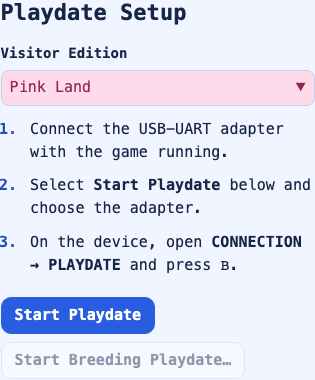 Playdate Setup
Visitor Edition
Pink Land ▼
1. Connect the USB-UART adapter
with the game running.
2. Select Start Playdate below and
choose the adapter.
3. On the device, open CONNECTION
→ PLAYDATE and press B.
Start Playdate
Start Breeding Playdate…